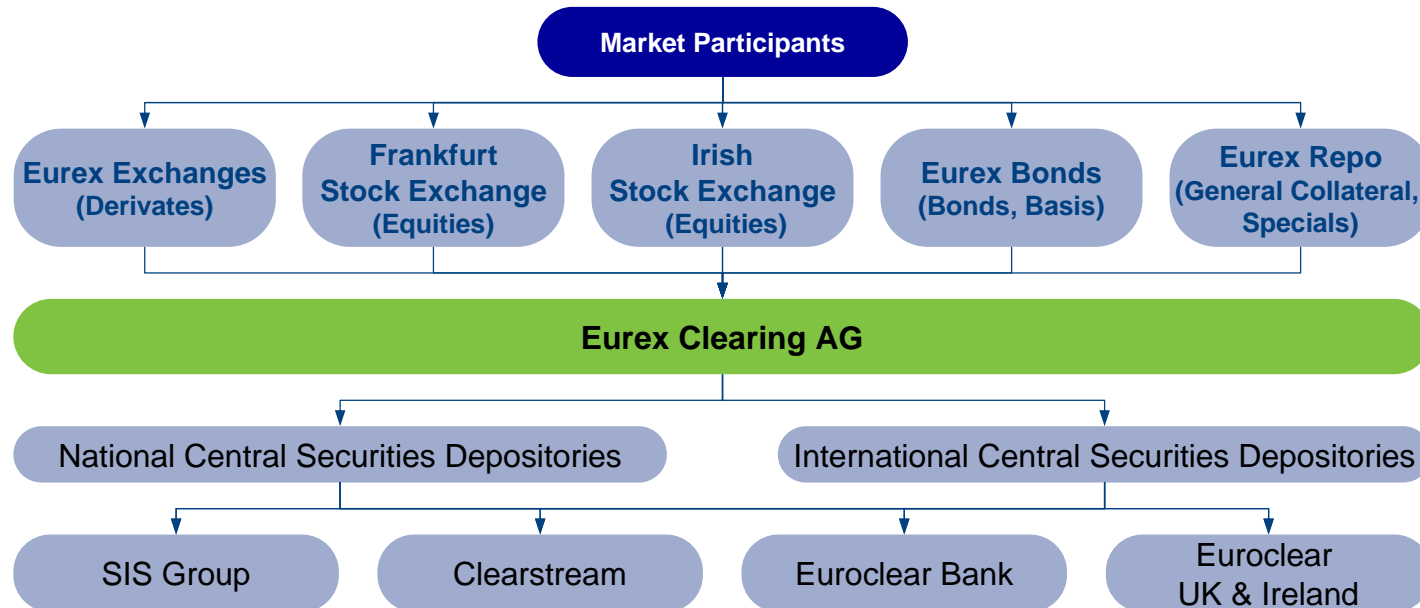 Market Participants
Eurex Exchanges
(Derivates)
Frankfurt
Stock Exchange
(Equities)
Irish
Stock Exchange
(Equities)
Eurex Bonds
(Bonds, Basis)
Eurex Repo
(General Collateral,
Specials)
Eurex Clearing AG
National Central Securities Depositories
International Central Securities Depositories
SIS Group
Clearstream
Euroclear Bank
Euroclear
UK & Ireland